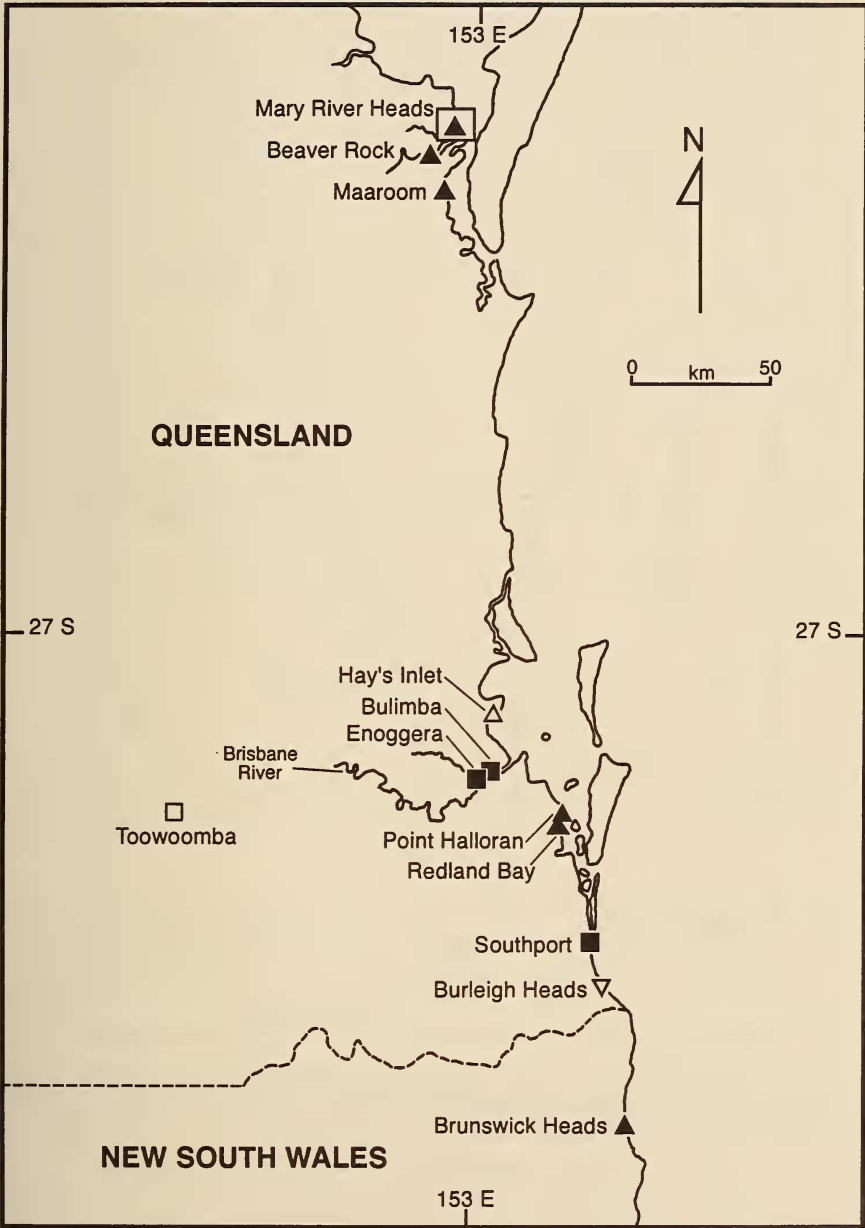 153 E
Mary River Heads
Beaver Rock
Maaroom
N
0 km 50
QUEENSLAND
27 S
27 S
Hay's Inlet
Bulimba
Enoggera
Brisbane
River
Toowoomba
Point Halloran
Redland Bay
Southport
Burleigh Heads
Brunswick Heads
NEW SOUTH WALES
153 E